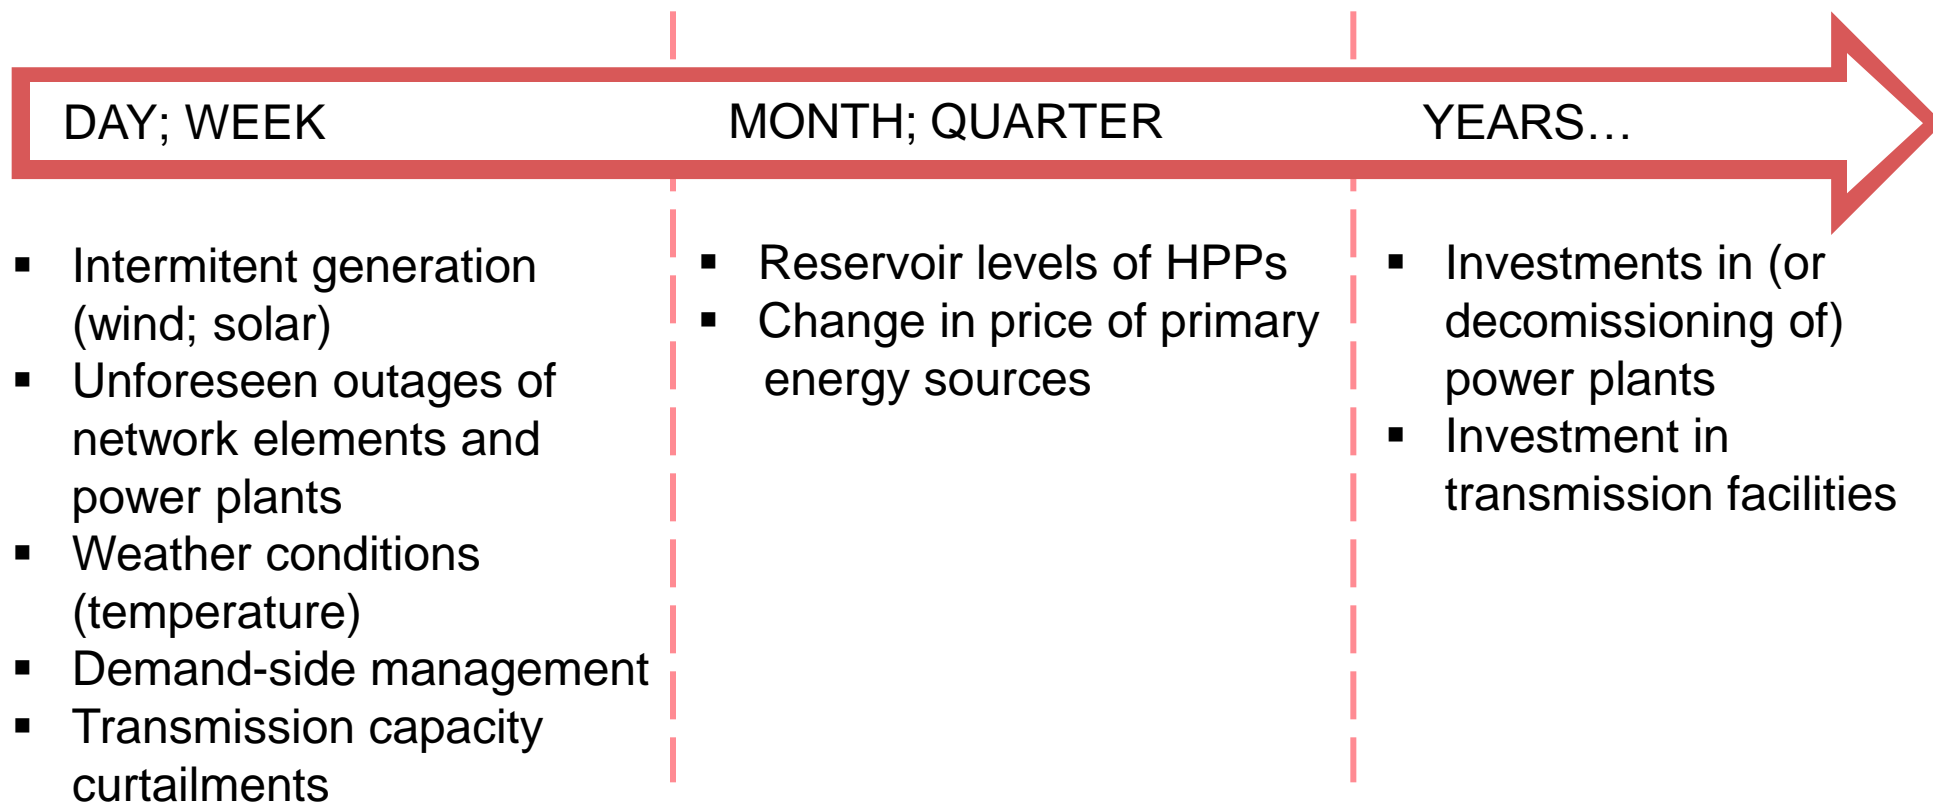 DAY; WEEK
MONTH; QUARTER
YEARS…
▪ Intermitent generation
(wind; solar)
▪ Unforeseen outages of
network elements and
power plants
▪ Weather conditions
(temperature)
▪ Demand-side management
▪ Transmission capacity
curtailments
▪ Reservoir levels of HPPs
▪ Change in price of primary
energy sources
▪ Investments in (or
decomissioning of)
power plants
▪ Investment in
transmission facilities